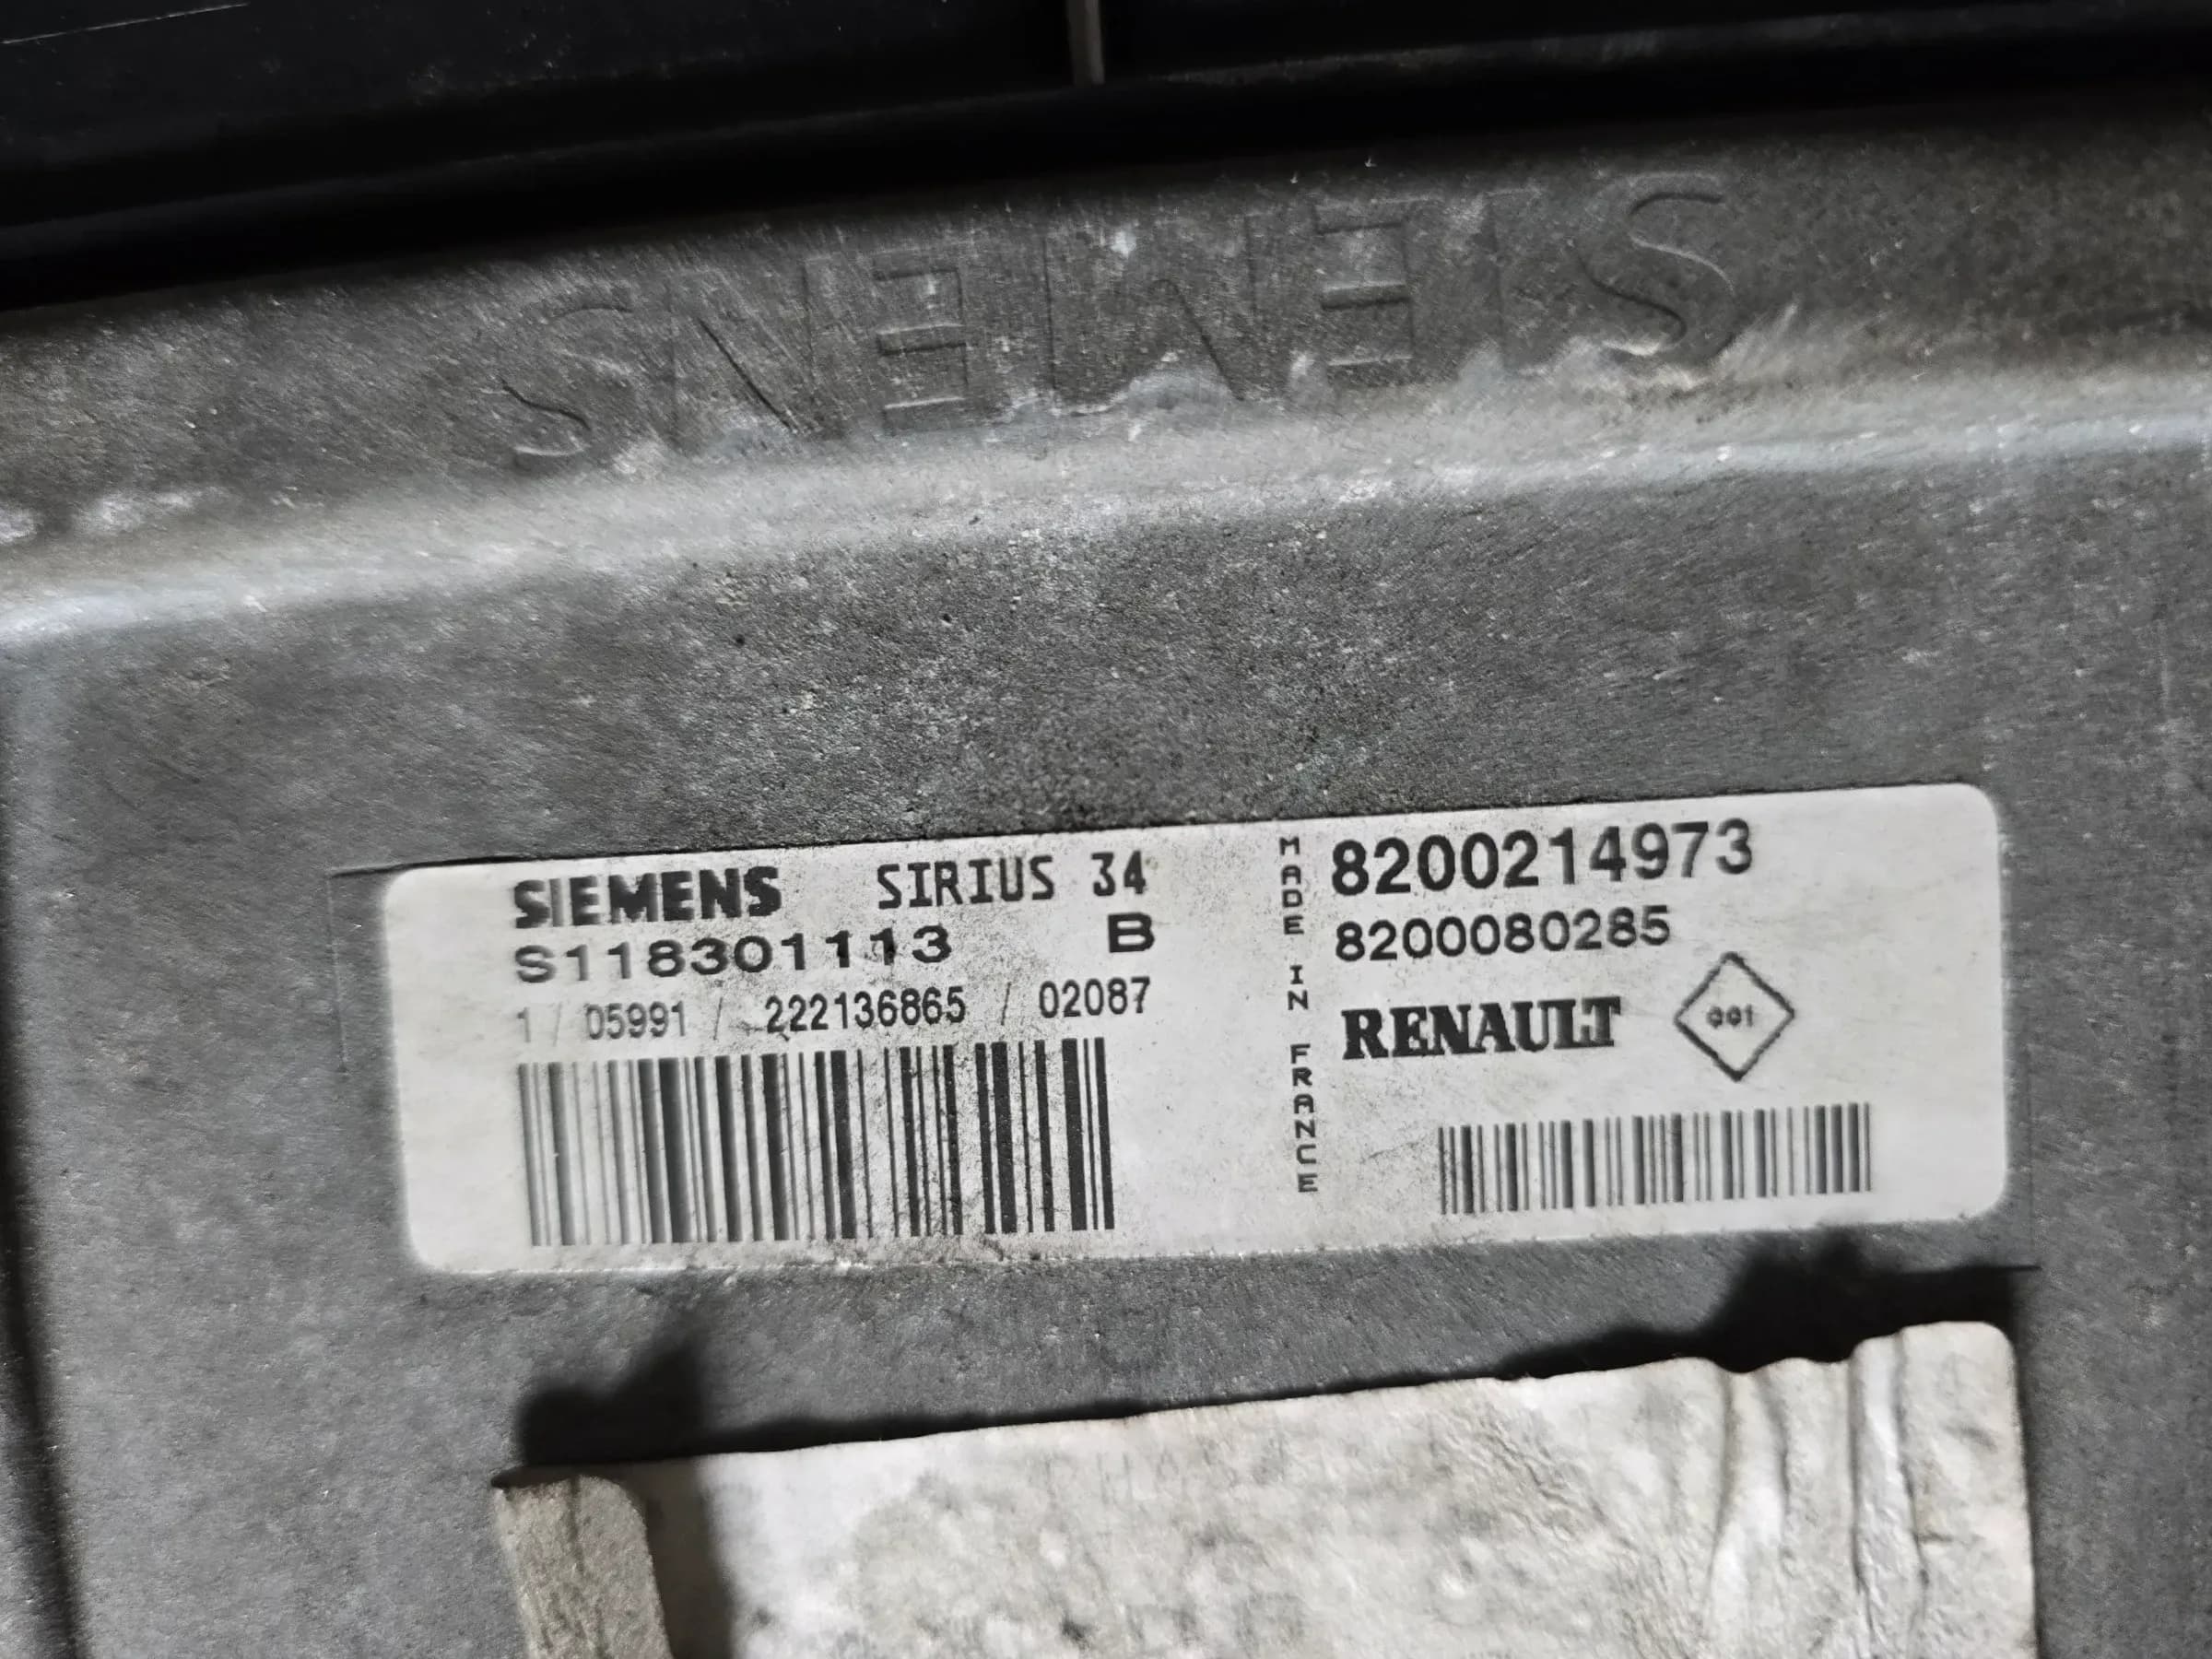 SIEMENS
SIEMENS SIRIUS 34
S118301113 B
1 / 05991 / 222136865 / 02087
MADE IN FRANCE
8200214973
8200080285
RENAULT 001